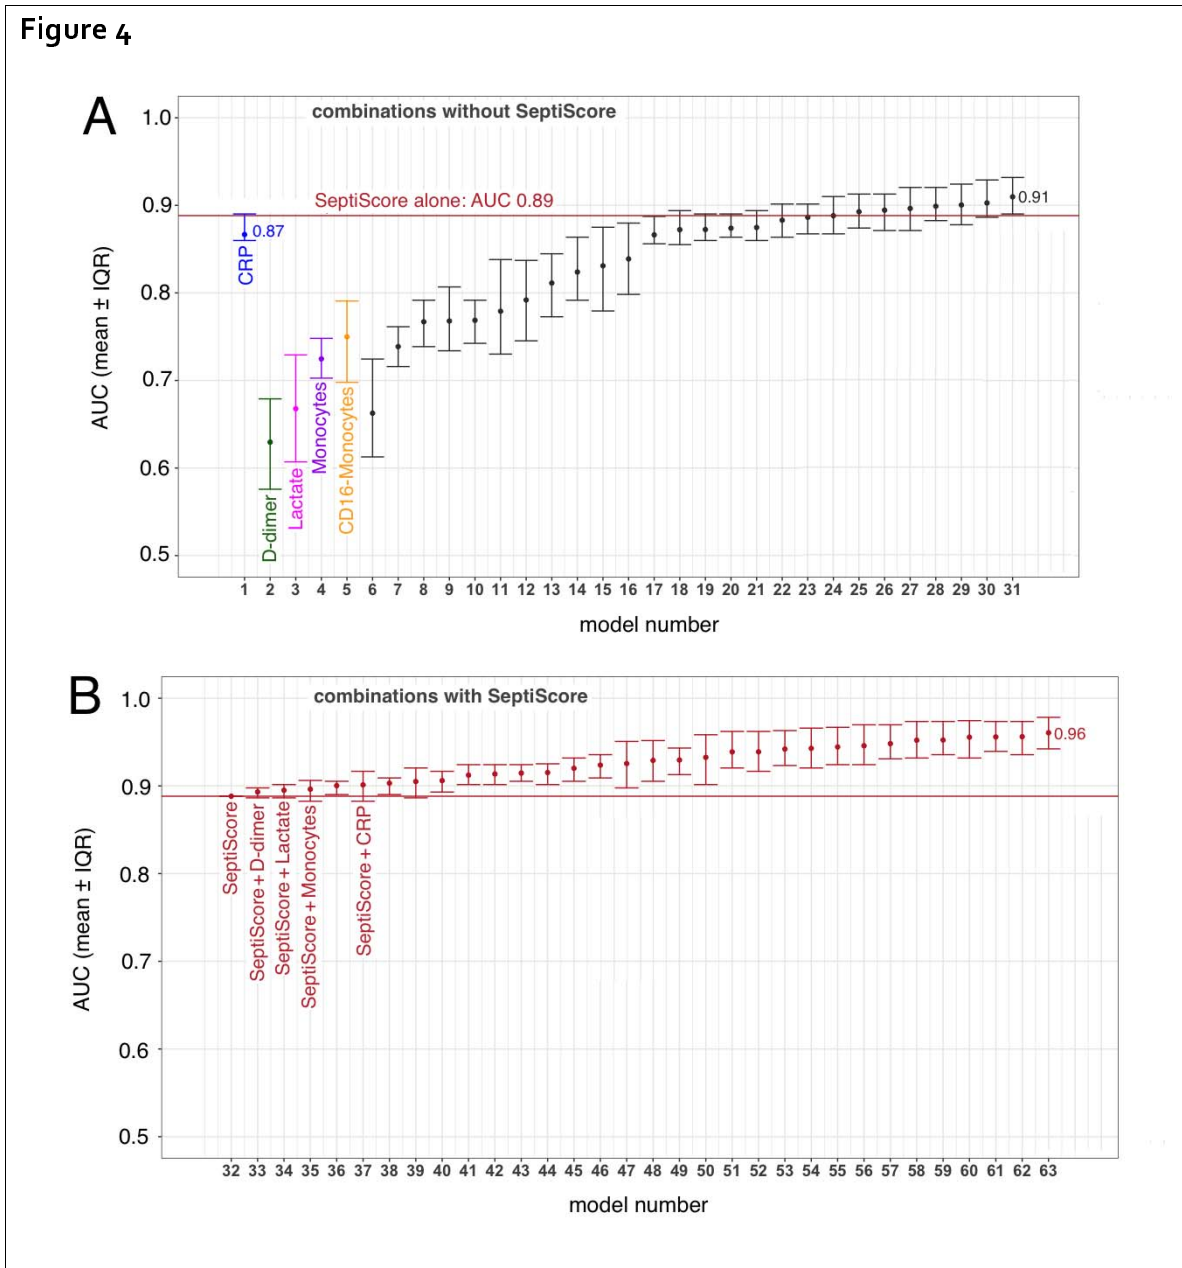 Figure 4
A
combinations without SeptiScore
1.0
0.9
0.8
0.7
0.6
0.5
AUC (mean ± IQR)
SeptiScore alone: AUC 0.89
0.87
CRP
D-dimer
Lactate
Monocytes
CD16-Monocytes
0.91
1 2 3 4 5 6 7 8 9 10 11 12 13 14 15 16 17 18 19 20 21 22 23 24 25 26 27 28 29 30 31
model number
B
combinations with SeptiScore
1.0
0.9
0.8
0.7
0.6
0.5
AUC (mean ± IQR)
0.96
SeptiScore
SeptiScore + D-dimer
SeptiScore + Lactate
SeptiScore + Monocytes
SeptiScore + CRP
32 33 34 35 36 37 38 39 40 41 42 43 44 45 46 47 48 49 50 51 52 53 54 55 56 57 58 59 60 61 62 63
model number